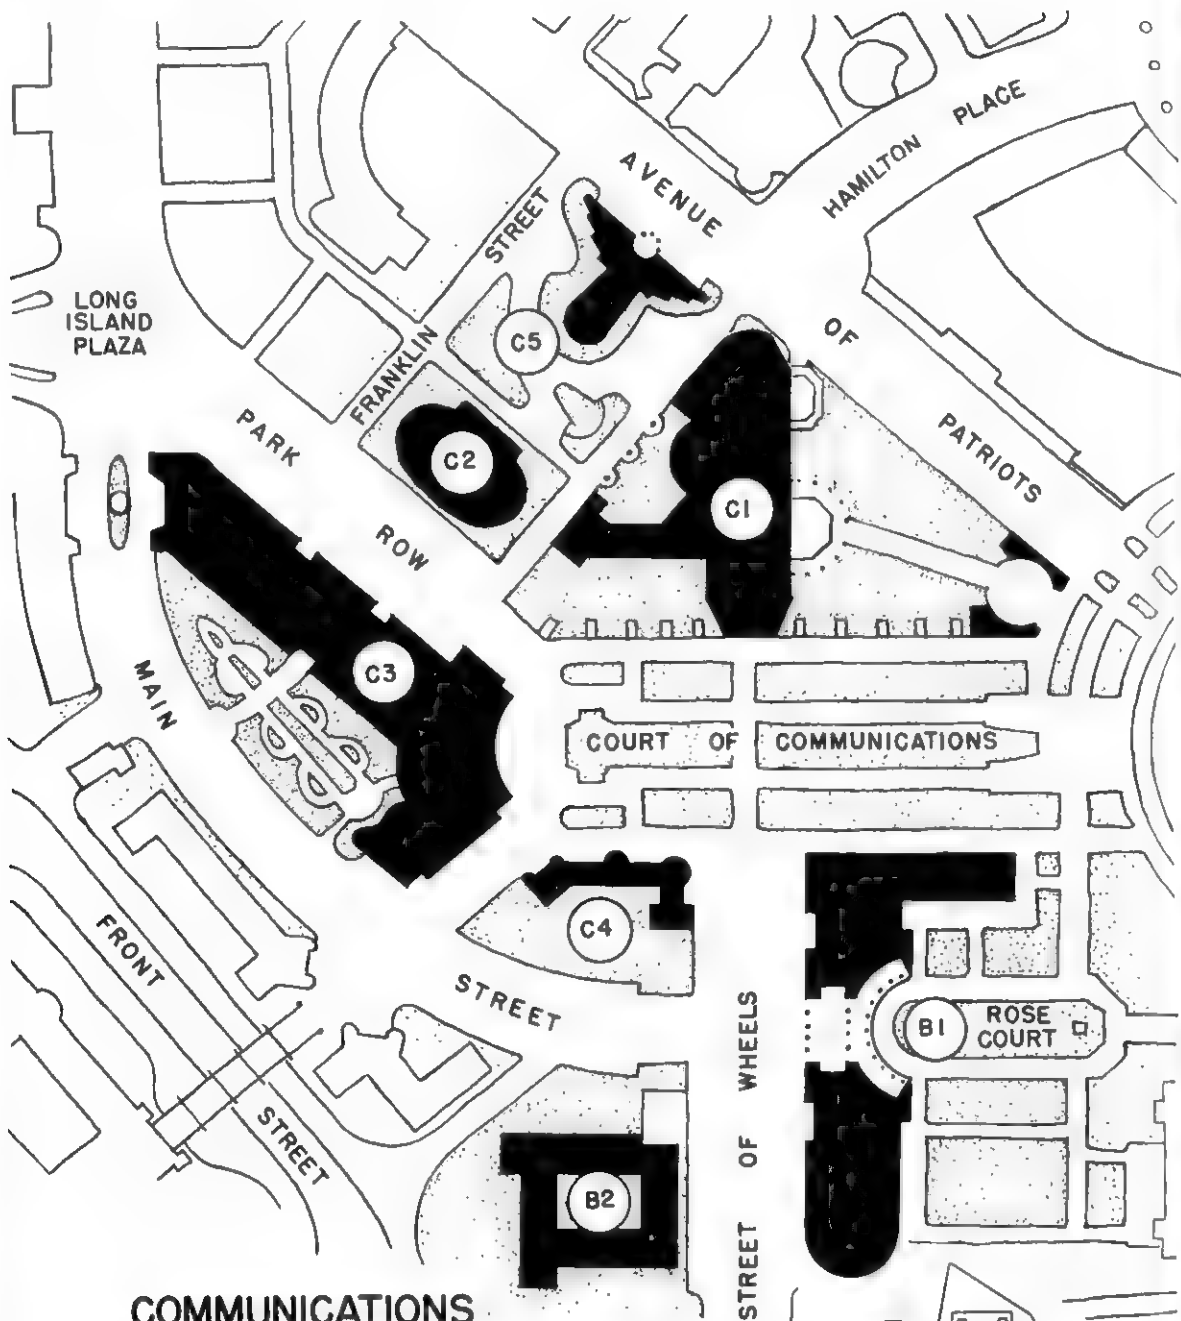 HAMILTON PLACE
AVENUE OF PATRIOTS
FRANKLIN STREET
LONG
ISLAND
PLAZA
C5
PARK ROW
C2
C1
C3
MAIN STREET
COURT OF COMMUNICATIONS
C4
FRONT STREET
STREET OF WHEELS
B1
ROSE
COURT
B2
COMMUNICATIONS